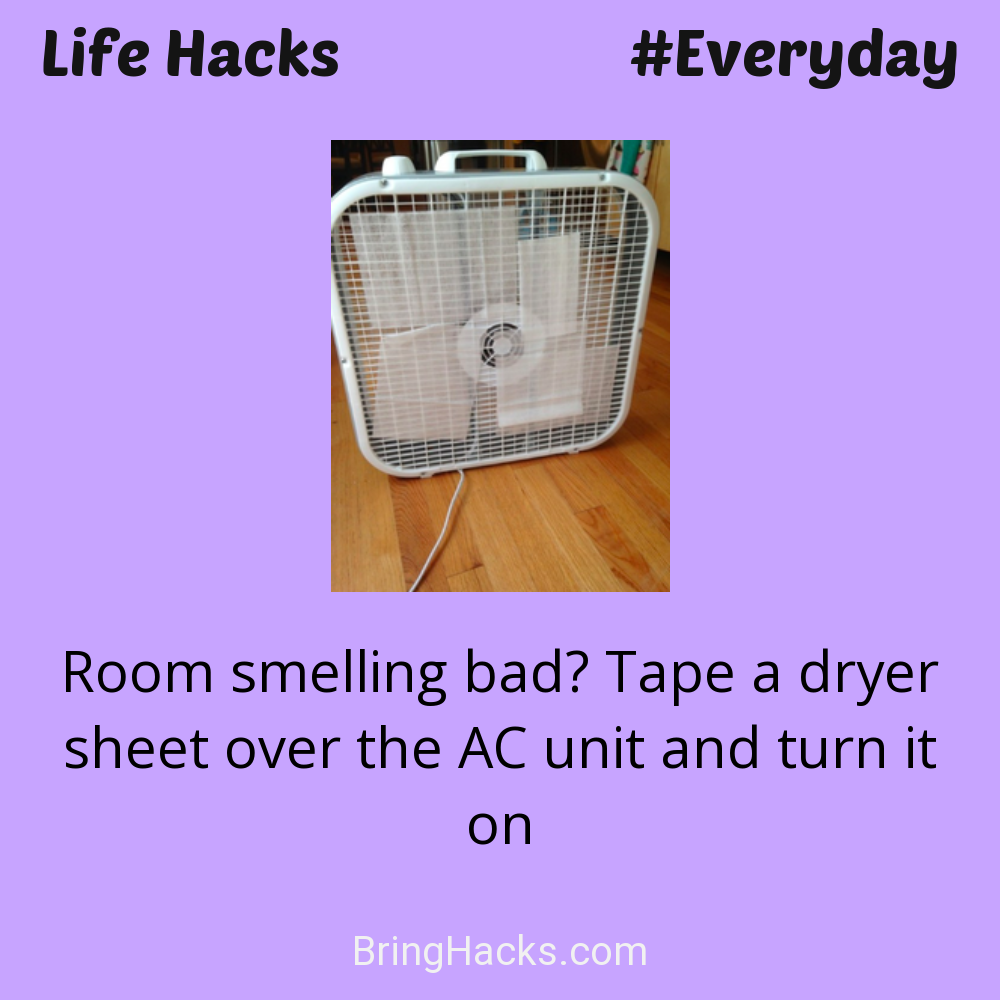 Life Hacks
#Everyday
Room smelling bad? Tape a dryer
sheet over the AC unit and turn it
on
BringHacks.com